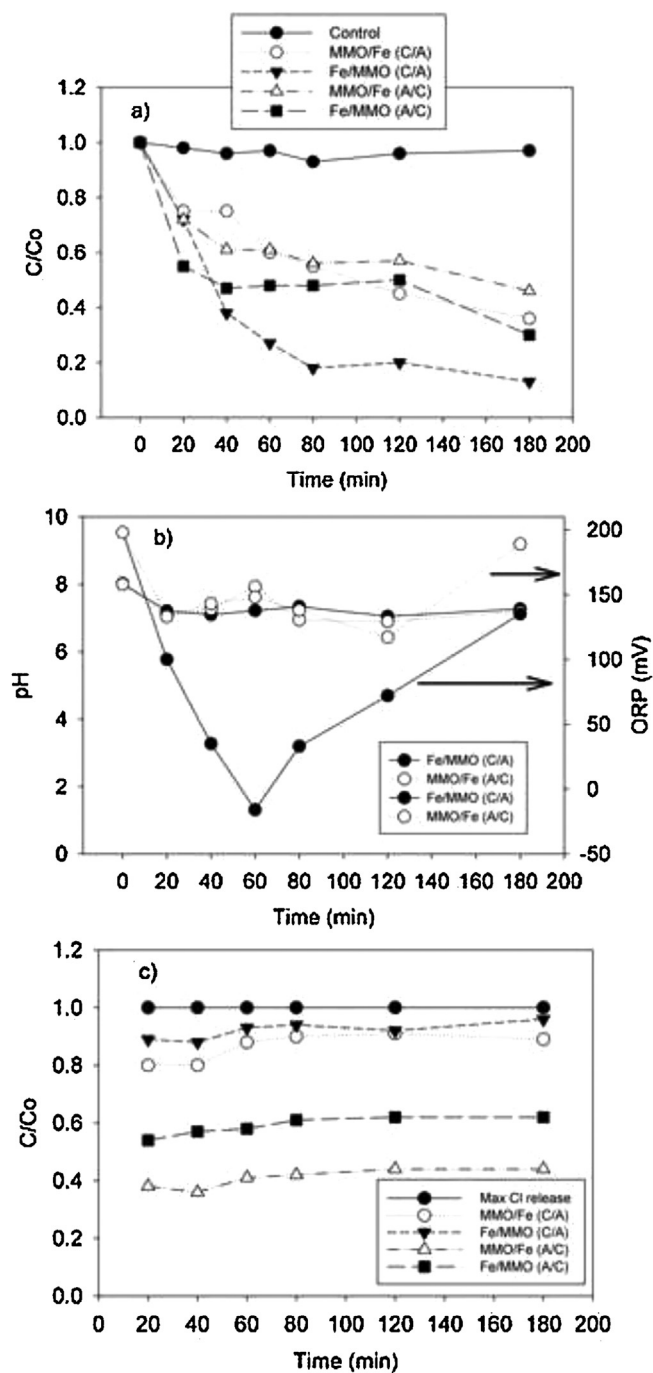 Control
MMO/Fe (C/A)
Fe/MMO (C/A)
MMO/Fe (A/C)
Fe/MMO (A/C)
a)
1.2
1.0
0.8
0.6
0.4
0.2
0.0
C/Co
0 20 40 60 80 100 120 140 160 180 200
Time (min)
b)
10
8
6
4
2
0
pH
200
150
100
50
0
-50
ORP (mV)
Fe/MMO (C/A)
MMO/Fe (A/C)
Fe/MMO (C/A)
MMO/Fe (A/C)
0 20 40 60 80 100 120 140 160 180 200
Time (min)
c)
1.2
1.0
0.8
0.6
0.4
0.2
0.0
C/Co
Max Cl release
MMO/Fe (C/A)
Fe/MMO (C/A)
MMO/Fe (A/C)
Fe/MMO (A/C)
0 20 40 60 80 100 120 140 160 180 200
Time (min)